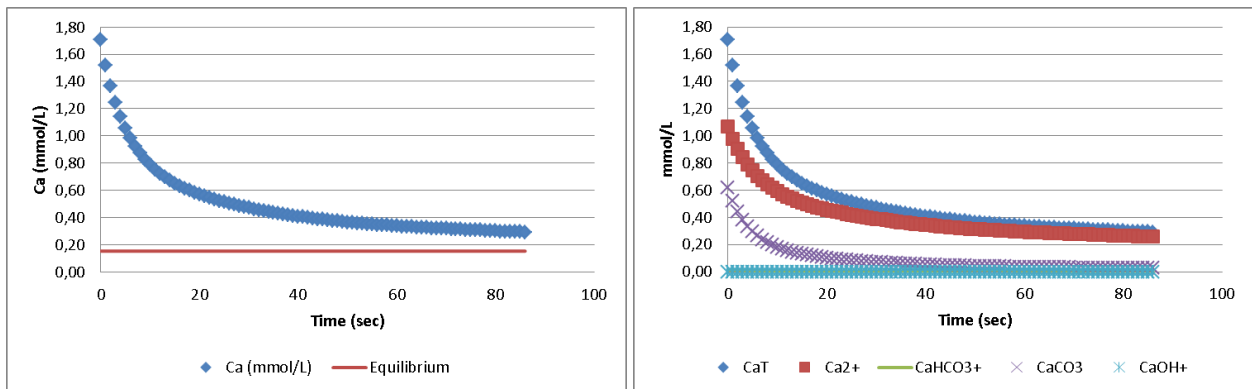 Ca (mmol/L)
1,80
1,60
1,40
1,20
1,00
0,80
0,60
0,40
0,20
0,00
0 20 40 60 80 100
Time (sec)
Ca (mmol/L) Equilibrium
mmol/L
1,80
1,60
1,40
1,20
1,00
0,80
0,60
0,40
0,20
0,00
0 20 40 60 80 100
Time (sec)
CaT Ca2+ CaHCO3+ CaCO3 CaOH+